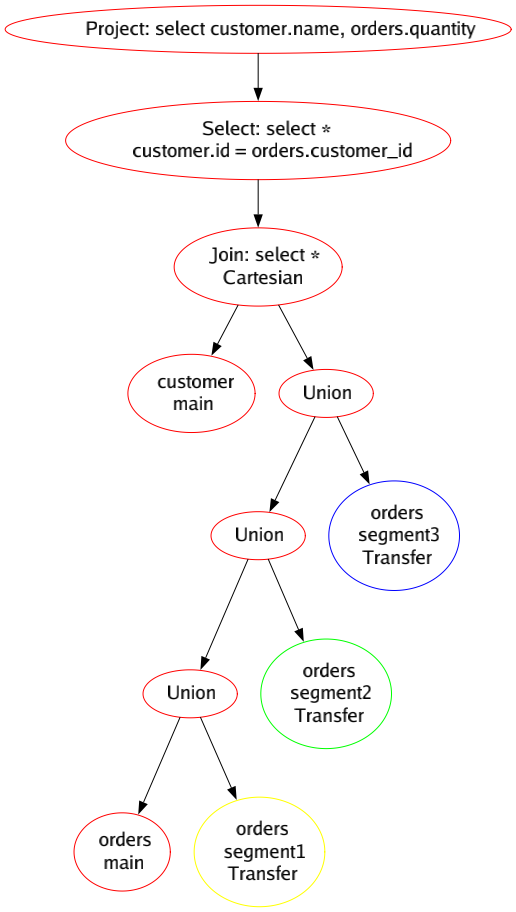 Project: select customer.name, orders.quantity
Select: select *
customer.id = orders.customer_id
Join: select *
Cartesian
customer
main
Union
Union
orders
segment3
Transfer
Union
orders
segment2
Transfer
orders
main
orders
segment1
Transfer